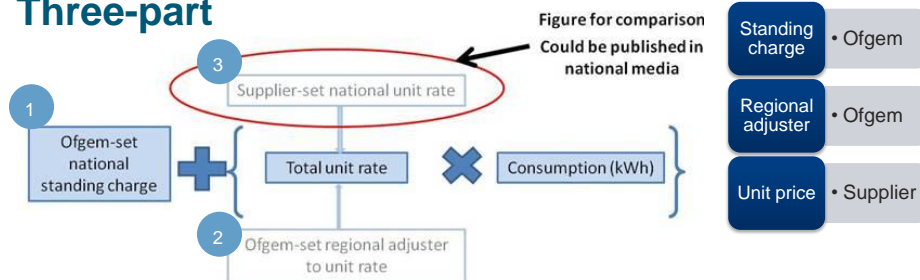 Three-part
Figure for comparison
Could be published in
national media
3
Supplier-set national unit rate
1
Ofgem-set
national
standing charge
Total unit rate
Consumption (kWh)
2
Ofgem-set regional adjuster
to unit rate
Standing
charge
• Ofgem
Regional
adjuster
• Ofgem
Unit price
• Supplier